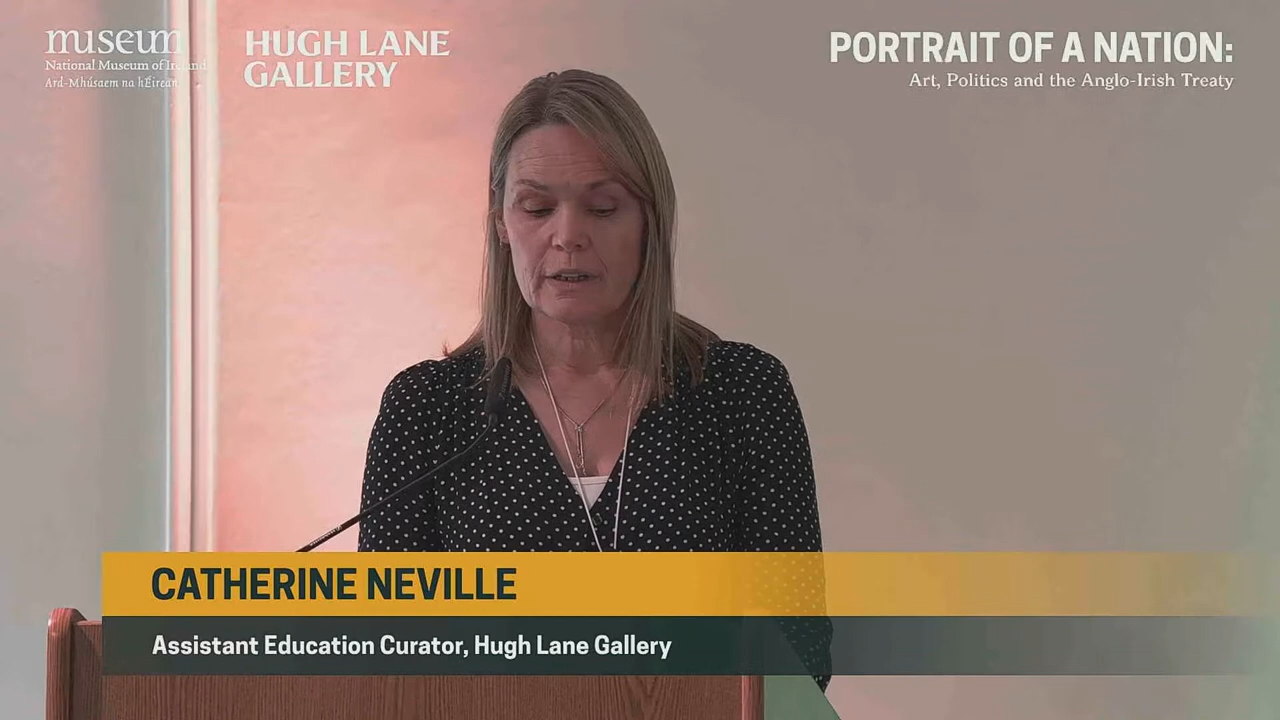 museum
National Museum of Ireland
Ard-Mhúsaem na hÉireann
HUGH LANE
GALLERY
PORTRAIT OF A NATION:
Art, Politics and the Anglo-Irish Treaty
CATHERINE NEVILLE
Assistant Education Curator, Hugh Lane Gallery